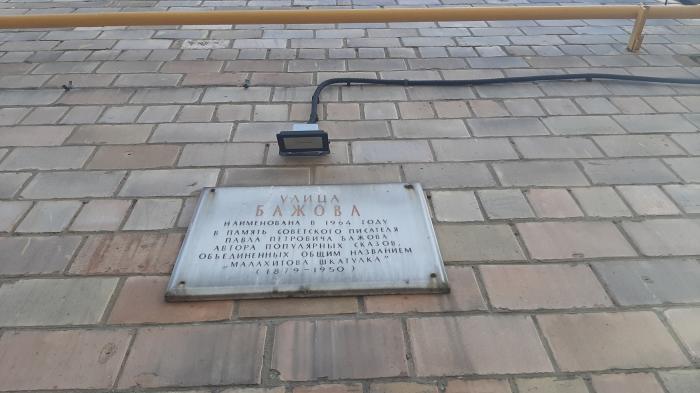 УЛИЦА
БАЖОВА
НАИМЕНОВАНА В 1964 ГОДУ
В ПАМЯТЬ СОВЕТСКОГО ПИСАТЕЛЯ
ПАВЛА ПЕТРОВИЧА БАЖОВА
АВТОРА ПОПУЛЯРНЫХ СКАЗОВ,
ОБЪЕДИНЕННЫХ ОБЩИМ НАЗВАНИЕМ
"МАЛАХИТОВА ШКАТУЛКА"
(1879-1950)